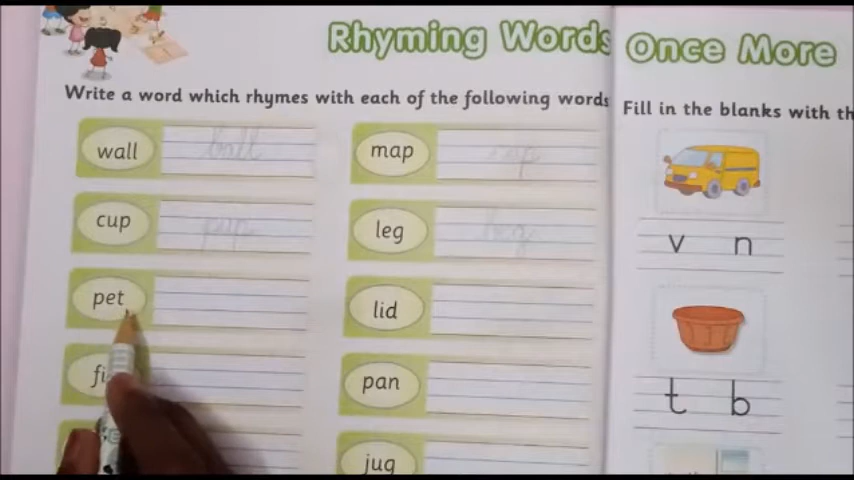 Rhyming Words
Write a word which rhymes with each of the following words
wall ball
cup pup
pet
map cap
leg
lid
pan
jug
Once More
Fill in the blanks with th
v n
t b